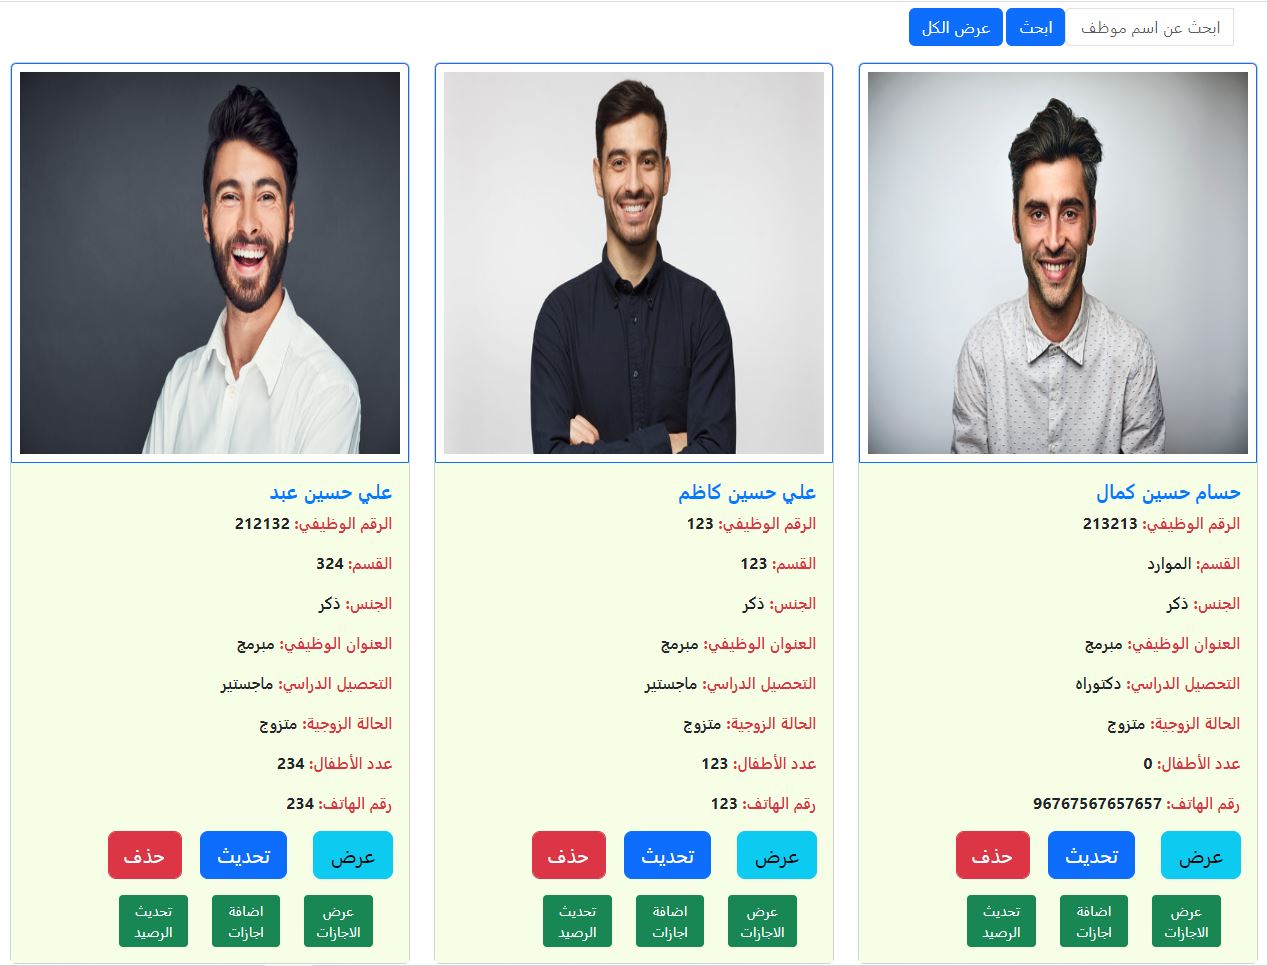 ابحث عن اسم موظف
ابحث
عرض الكل
حسام حسين كمال
الرقم الوظيفي: 213213
القسم: الموارد
الجنس: ذكر
العنوان الوظيفي: مبرمج
التحصيل الدراسي: دكتوراه
الحالة الزوجية: متزوج
عدد الأطفال: 0
رقم الهاتف: 96767567657657
عرض
تحديث
حذف
عرض
الاجازات
اضافة
اجازات
تحديث
الرصيد
علي حسين كاظم
الرقم الوظيفي: 123
القسم: 123
الجنس: ذكر
العنوان الوظيفي: مبرمج
التحصيل الدراسي: ماجستير
الحالة الزوجية: متزوج
عدد الأطفال: 123
رقم الهاتف: 123
عرض
تحديث
حذف
عرض
الاجازات
اضافة
اجازات
تحديث
الرصيد
علي حسين عبد
الرقم الوظيفي: 212132
القسم: 324
الجنس: ذكر
العنوان الوظيفي: مبرمج
التحصيل الدراسي: ماجستير
الحالة الزوجية: متزوج
عدد الأطفال: 234
رقم الهاتف: 234
عرض
تحديث
حذف
عرض
الاجازات
اضافة
اجازات
تحديث
الرصيد